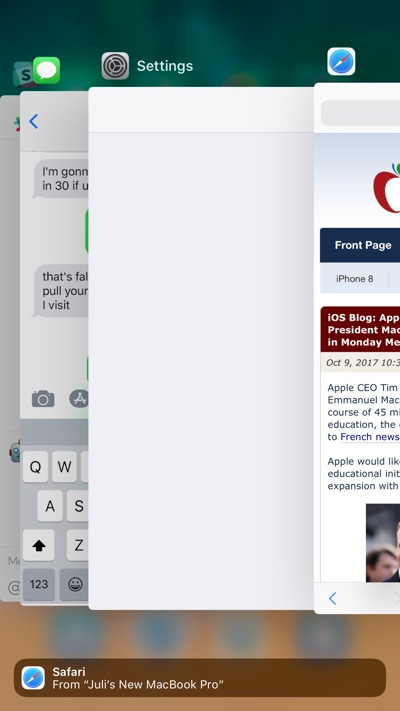 S
Settings
I'm gonn
in 30 if u
that's fal
pull your
I visit
Q W
A S
Z
123
@
Front Page
iPhone 8
iOS Blog: App
President Mac
in Monday Me
Oct 9, 2017 10:3
Apple CEO Tim
Emmanuel Mac
course of 45 mi
education, the
to French news
Apple would like
educational init
expansion with
Safari
From “Juli’s New MacBook Pro”